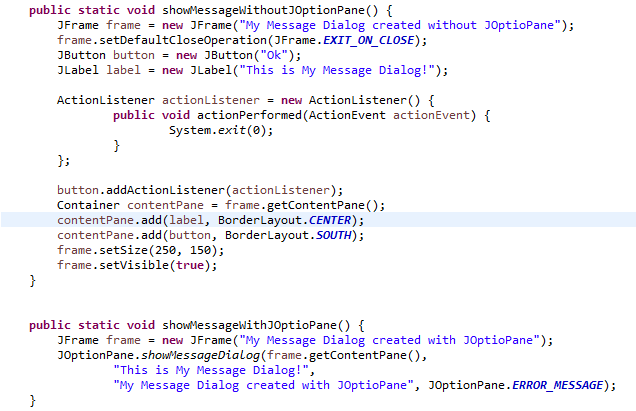 public static void showMessageWithoutJOptionPane() {
    JFrame frame = new JFrame("My Message Dialog created without JOptioPane");
    frame.setDefaultCloseOperation(JFrame.EXIT_ON_CLOSE);
    JButton button = new JButton("Ok");
    JLabel label = new JLabel("This is My Message Dialog!");

    ActionListener actionListener = new ActionListener() {
            public void actionPerformed(ActionEvent actionEvent) {
                    System.exit(0);
            }
    };

    button.addActionListener(actionListener);
    Container contentPane = frame.getContentPane();
    contentPane.add(label, BorderLayout.CENTER);
    contentPane.add(button, BorderLayout.SOUTH);
    frame.setSize(250, 150);
    frame.setVisible(true);
}

public static void showMessageWithJOptioPane() {
    JFrame frame = new JFrame("My Message Dialog created with JOptioPane");
    JOptionPane.showMessageDialog(frame.getContentPane(),
            "This is My Message Dialog!",
            "My Message Dialog created with JOptioPane", JOptionPane.ERROR_MESSAGE);
}